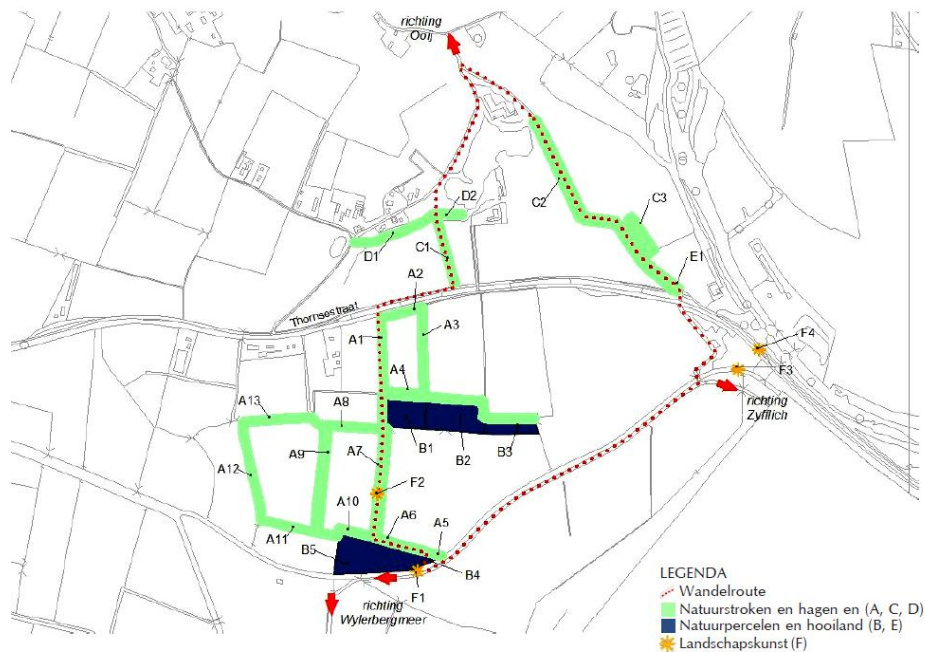 richting
Ooij
D2
C2
C3
D1
C1
E1
A2
Thornsestraat
A1
A3
F4
A4
F3
richting
Zyfflich
A13
A8
B1
B2
B3
A9
A7
A12
F2
A10
A6
A5
A11
B5
B4
F1
richting
Wylerbergmeer
LEGENDA
Wandelroute
Natuurstroken en hagen en (A, C, D)
Natuurpercelen en hooiland (B, E)
Landschapskunst (F)